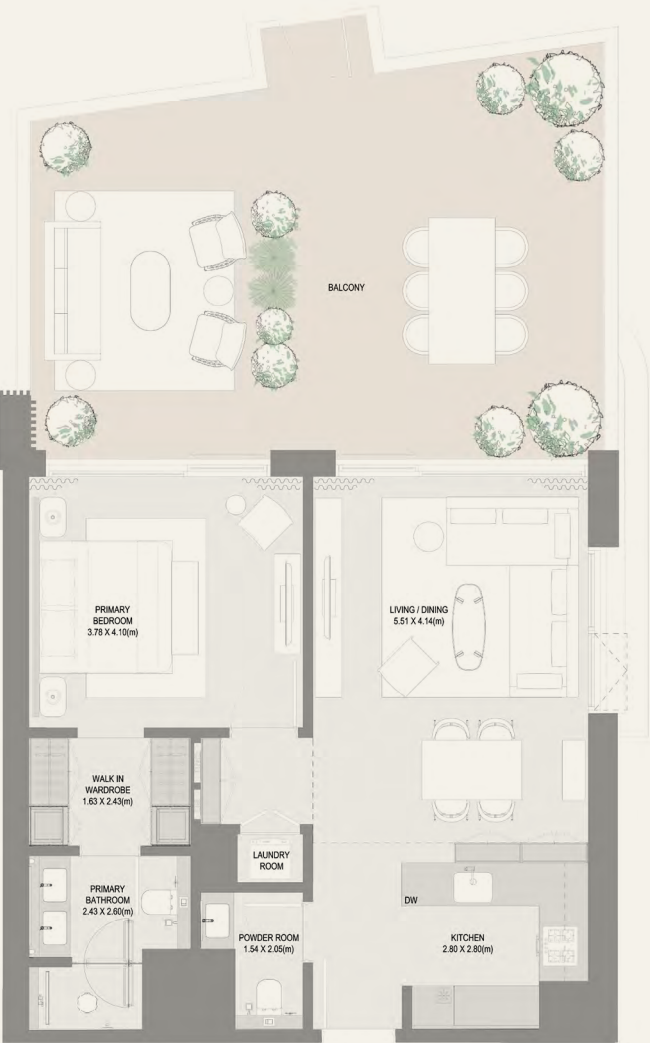 BALCONY
PRIMARY
BEDROOM
3.78 X 4.10(m)
LIVING / DINING
5.51 X 4.14(m)
WALK IN
WARDROBE
1.63 X 2.43(m)
LAUNDRY
ROOM
PRIMARY
BATHROOM
2.43 X 2.60(m)
DW
POWDER ROOM
1.54 X 2.05(m)
KITCHEN
2.80 X 2.80(m)